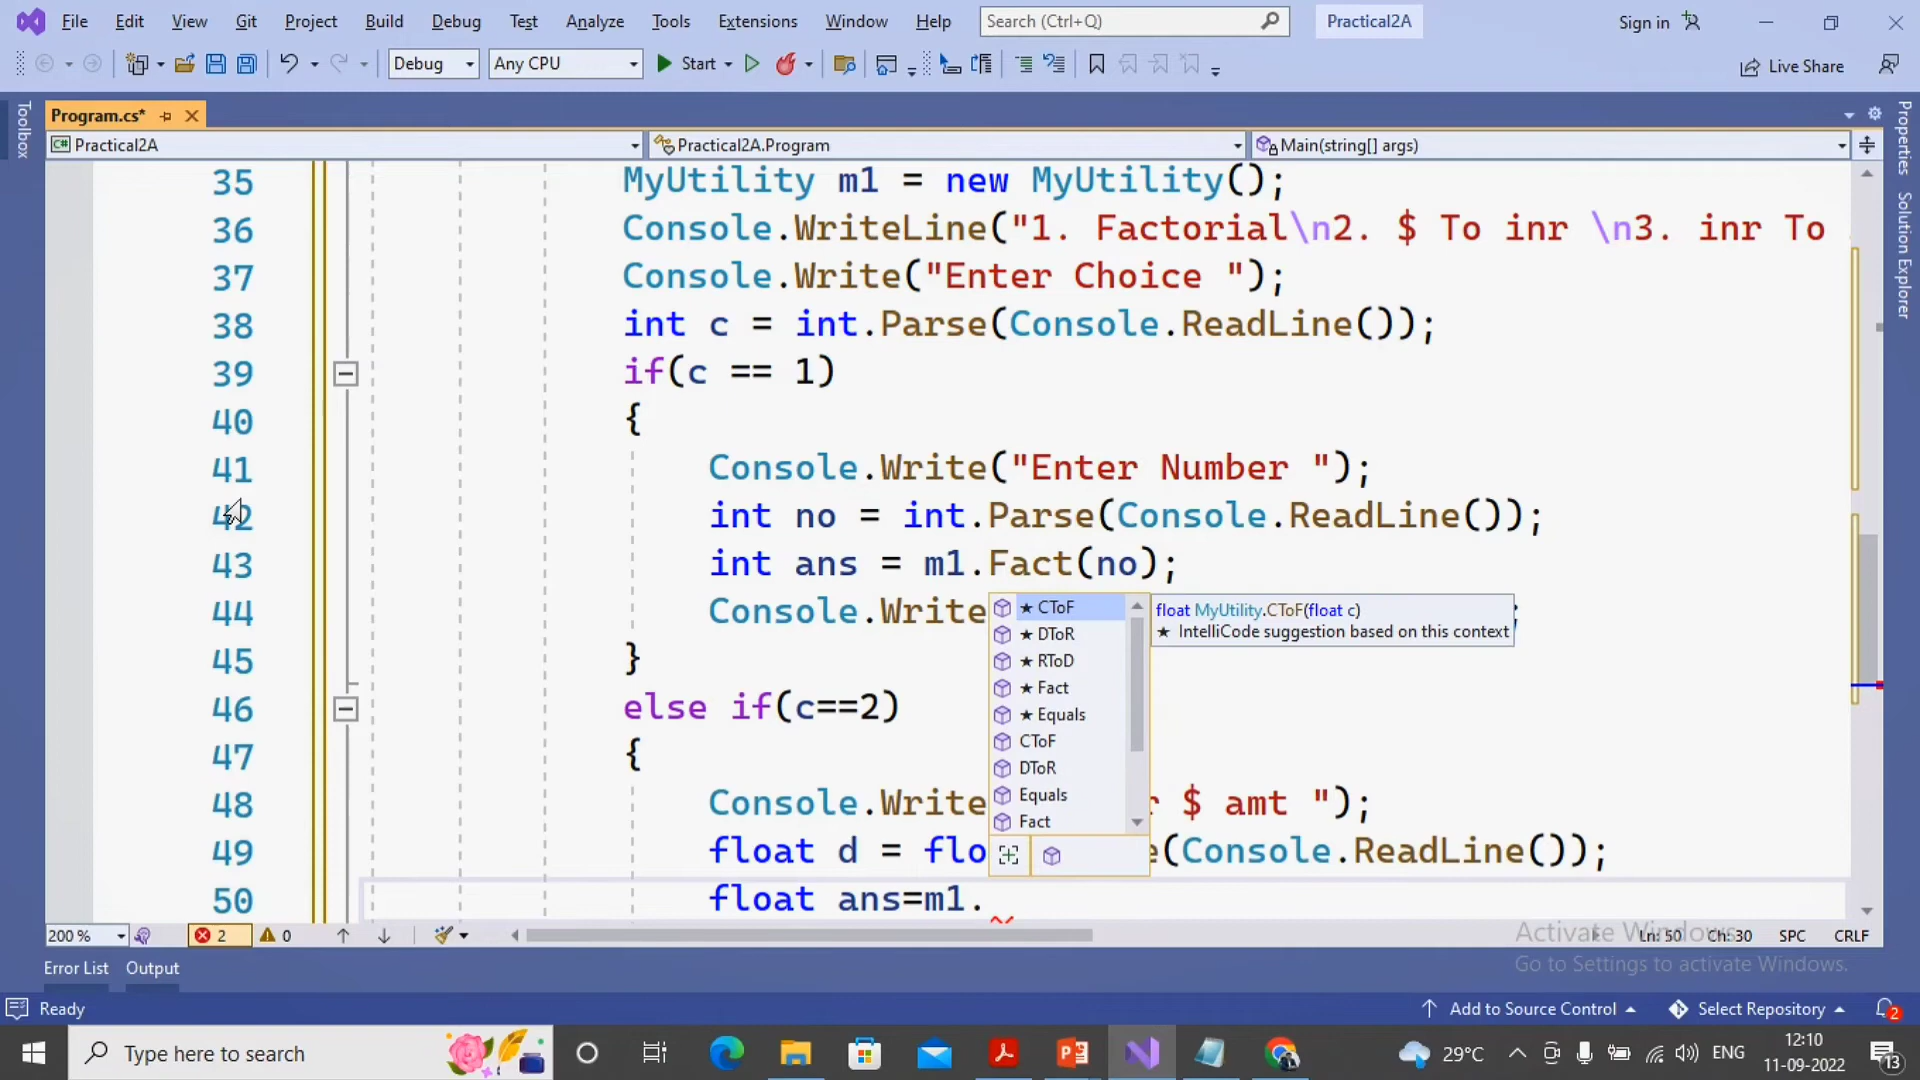 File Edit View Git Project Build Debug Test Analyze Tools Extensions Window Help Search (Ctrl+Q) Practical2A Sign in
Debug Any CPU Start Live Share
Toolbox
Program.cs*
Practical2A Practical2A.Program Main(string[] args)
Properties
Solution Explorer
35 MyUtility m1 = new MyUtility();
36 Console.WriteLine("1. Factorial\n2. $ To inr \n3. inr To
37 Console.Write("Enter Choice ");
38 int c = int.Parse(Console.ReadLine());
39 if(c == 1)
40 {
41 Console.Write("Enter Number ");
42 int no = int.Parse(Console.ReadLine());
43 int ans = m1.Fact(no);
44 Console.Write ;
45 }
46 else if(c==2)
47 {
48 Console.Write r $ amt ");
49 float d = flo e(Console.ReadLine());
50 float ans=m1.
★ CToF
★ DToR
★ RToD
★ Fact
★ Equals
CToF
DToR
Equals
Fact
float MyUtility.CToF(float c)
★ IntelliCode suggestion based on this context
200 % 2 0 Ln: 50 Ch: 30 SPC CRLF
Activate Windows
Go to Settings to activate Windows.
Error List Output
Ready Add to Source Control Select Repository 2
Type here to search 29°C ENG 12:10
11-09-2022 13